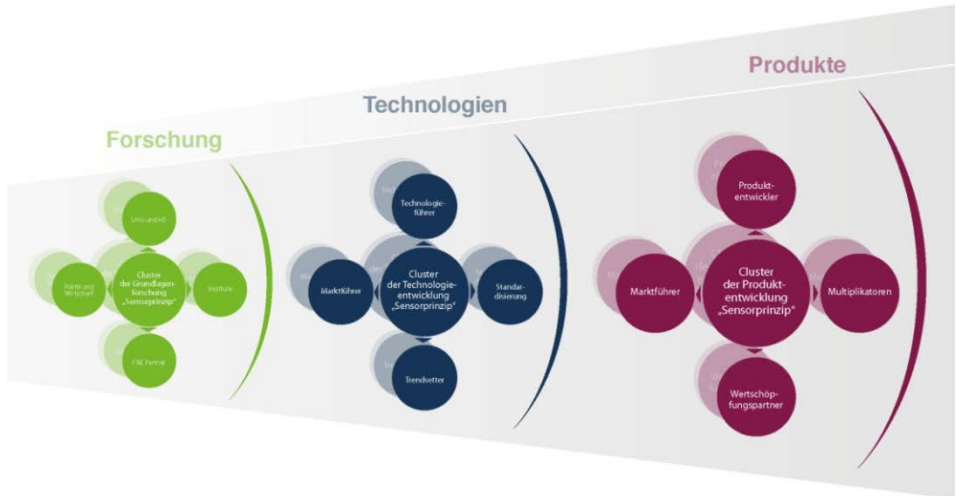 Forschung
Unis und HS
Politik und
Wirtschaft
Cluster
der Grundlagen-
forschung
„Sensorprinzip“
Institute
F&E Partner
Technologien
Technologie-
führer
Marktführer
Cluster
der Technologie-
entwicklung
„Sensorprinzip“
Standar-
disierung
Trendsetter
Produkte
Produkt-
entwickler
Marktführer
Cluster
der Produkt-
entwicklung
„Sensorprinzip“
Multiplikatoren
Wertschöp-
fungspartner